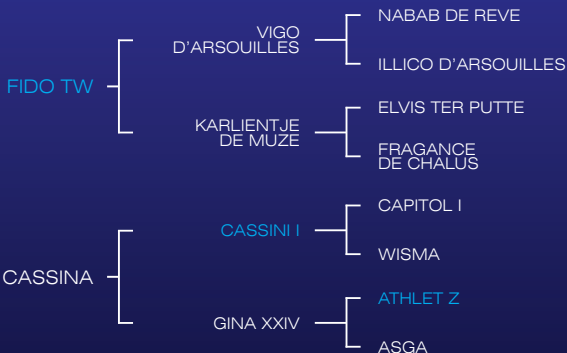 FIDO TW
VIGO
D'ARSOUILLES
NABAB DE REVE
ILLICO D'ARSOUILLES
KARLIENTJE
DE MUZE
ELVIS TER PUTTE
FRAGANCE
DE CHALUS
CASSINA
CASSINI I
CAPITOL I
WISMA
GINA XXIV
ATHLET Z
ASGA